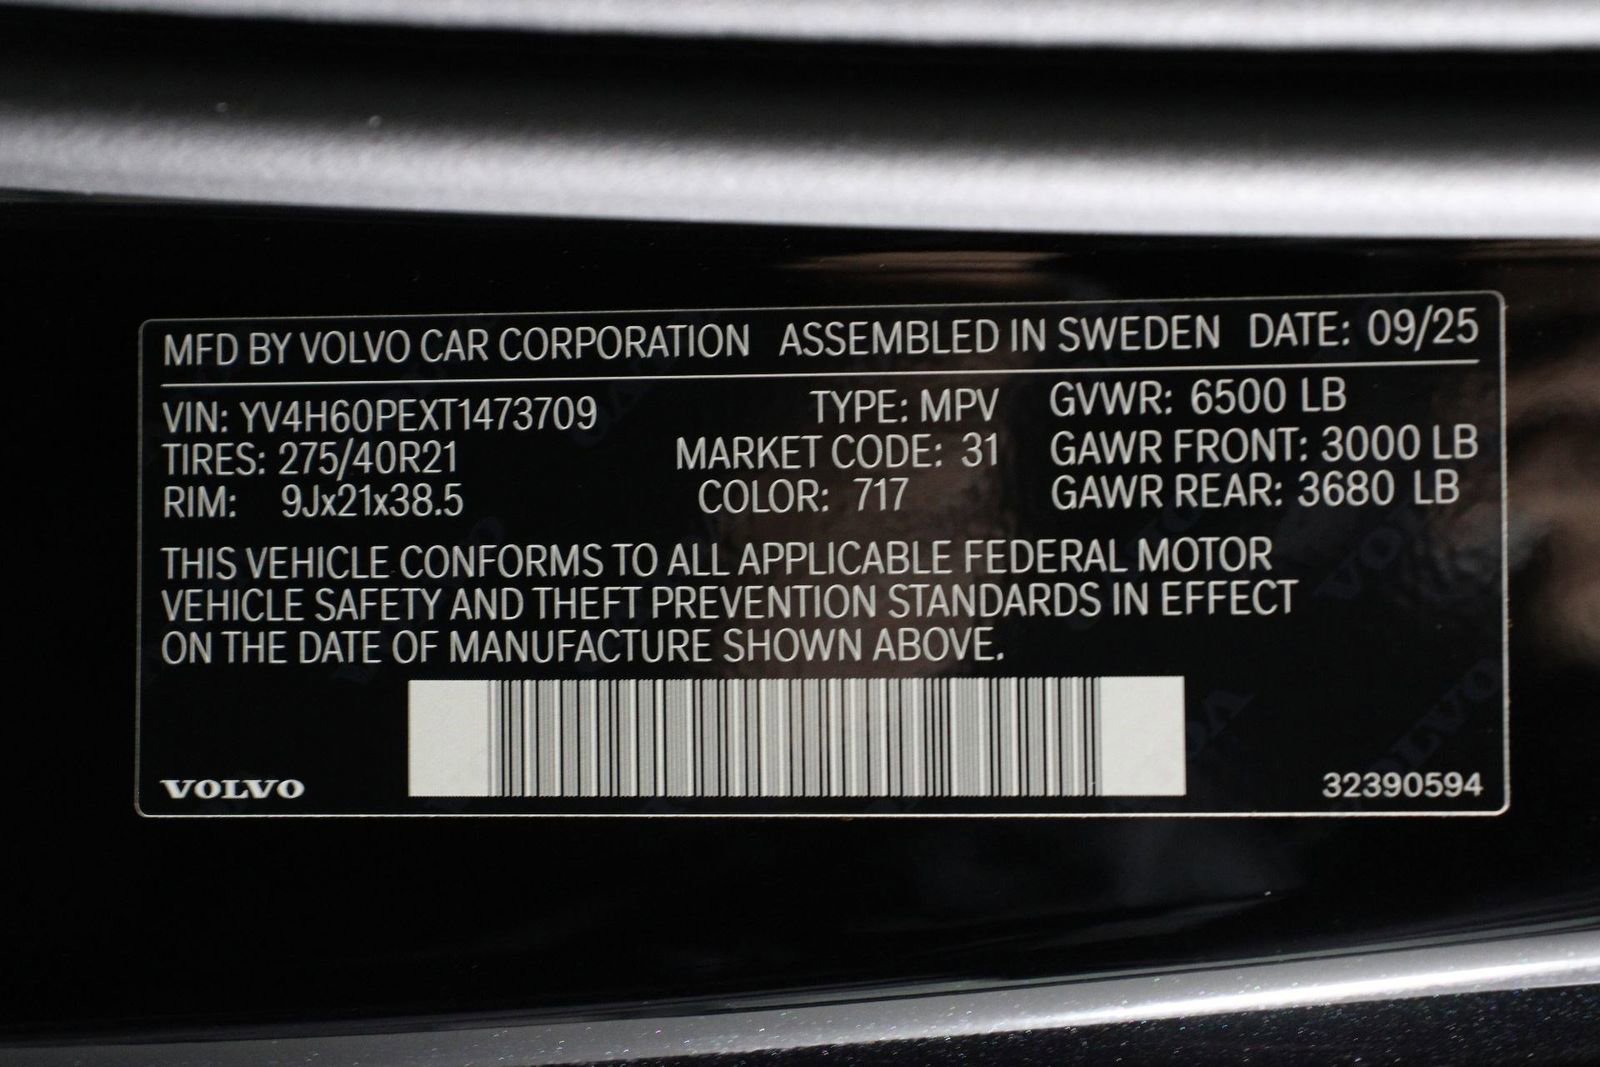 MFD BY VOLVO CAR CORPORATION ASSEMBLED IN SWEDEN DATE: 09/25
VIN: YV4H60PEXT1473709 TYPE: MPV GVWR: 6500 LB
TIRES: 275/40R21 MARKET CODE: 31 GAWR FRONT: 3000 LB
RIM: 9Jx21x38.5 COLOR: 717 GAWR REAR: 3680 LB
THIS VEHICLE CONFORMS TO ALL APPLICABLE FEDERAL MOTOR
VEHICLE SAFETY AND THEFT PREVENTION STANDARDS IN EFFECT
ON THE DATE OF MANUFACTURE SHOWN ABOVE.
VOLVO 32390594